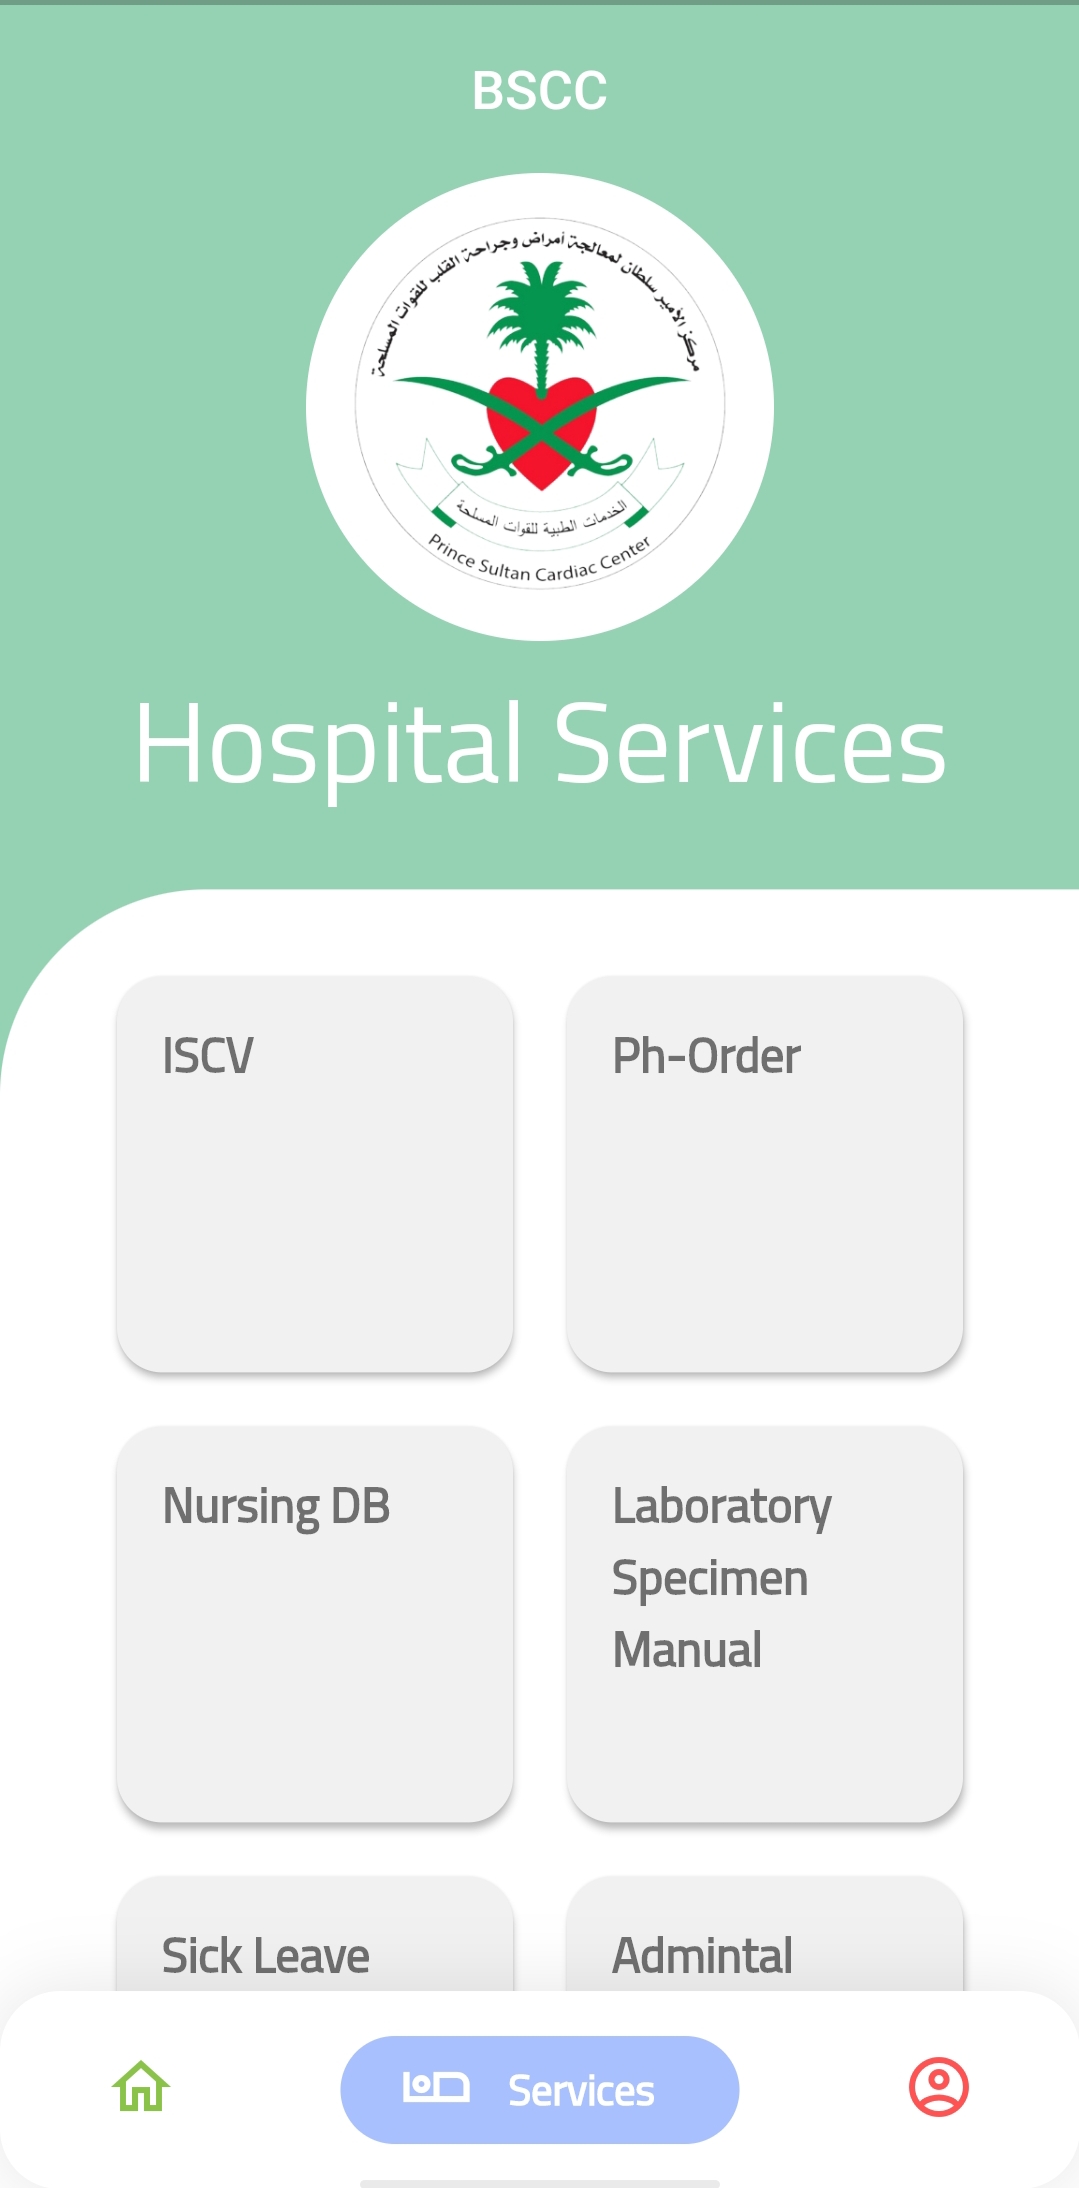 BSCC
مركز الأمير سلطان لمعالجة أمراض وجراحة القلب للقوات المسلحة
الخدمات الطبية للقوات المسلحة
Prince Sultan Cardiac Center
Hospital Services
ISCV
Ph-Order
Nursing DB
Laboratory
Specimen
Manual
Sick Leave
Admintal
Services